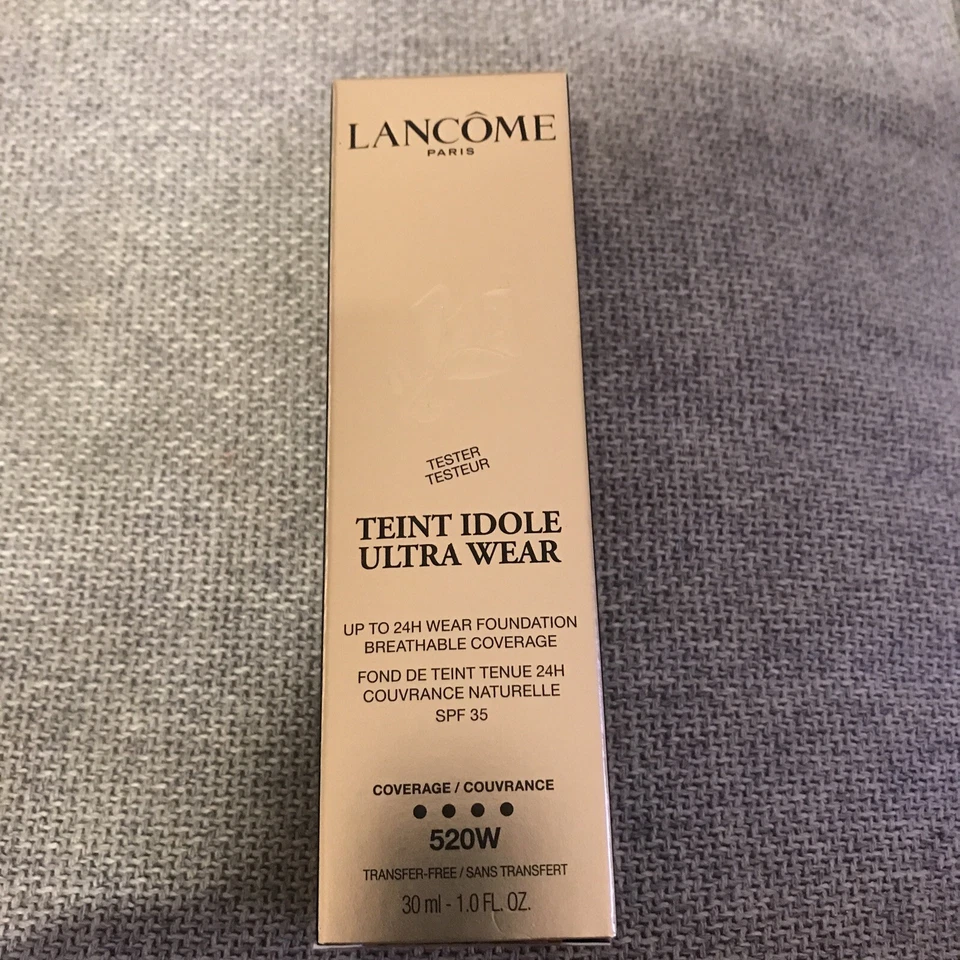 LANCÔME
PARIS
TESTER
TESTEUR
TEINT IDOLE
ULTRA WEAR
UP TO 24H WEAR FOUNDATION
BREATHABLE COVERAGE
FOND DE TEINT TENUE 24H
COUVRANCE NATURELLE
SPF 35
COVERAGE / COUVRANCE
520W
TRANSFER-FREE / SANS TRANSFERT
30 ml - 1.0 FL. OZ.